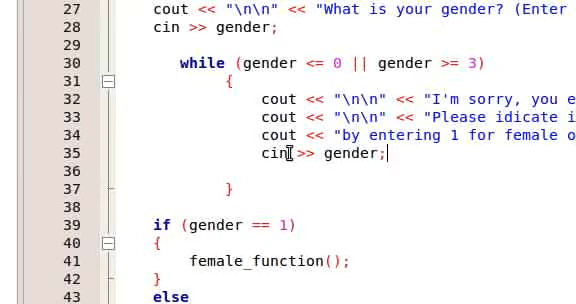 27 cout << "\n\n" << "What is your gender? (Enter
28 cin >> gender;
29
30 while (gender <= 0 || gender >= 3)
31 {
32 cout << "\n\n" << "I'm sorry, you e
33 cout << "\n\n" << "Please idicate i
34 cout << "by entering 1 for female o
35 cin >> gender;
36
37 }
38
39 if (gender == 1)
40 {
41 female_function();
42 }
43 else